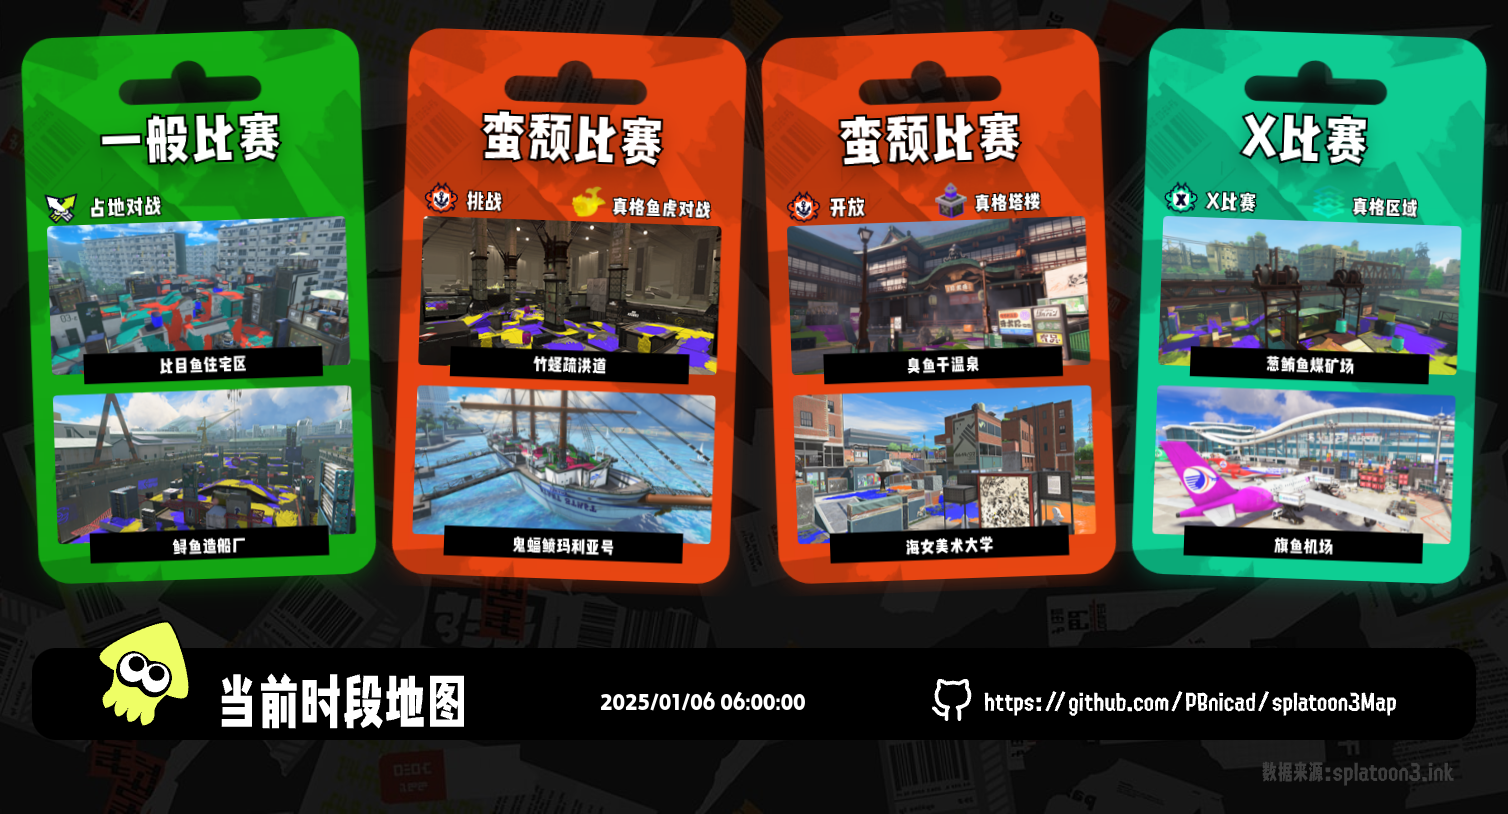 一般比赛
占地对战
比目鱼住宅区
鲟鱼造船厂
蛮颓比赛
挑战
真格鱼虎对战
竹蛏疏洪道
鬼蝠鲼玛利亚号
蛮颓比赛
开放
真格塔楼
臭鱼干温泉
海女美术大学
X比赛
X比赛
真格区域
葱鲔鱼煤矿场
旗鱼机场
当前时段地图
2025/01/06 06:00:00
https://github.com/PBnicad/splatoon3Map
数据来源:splatoon3.ink